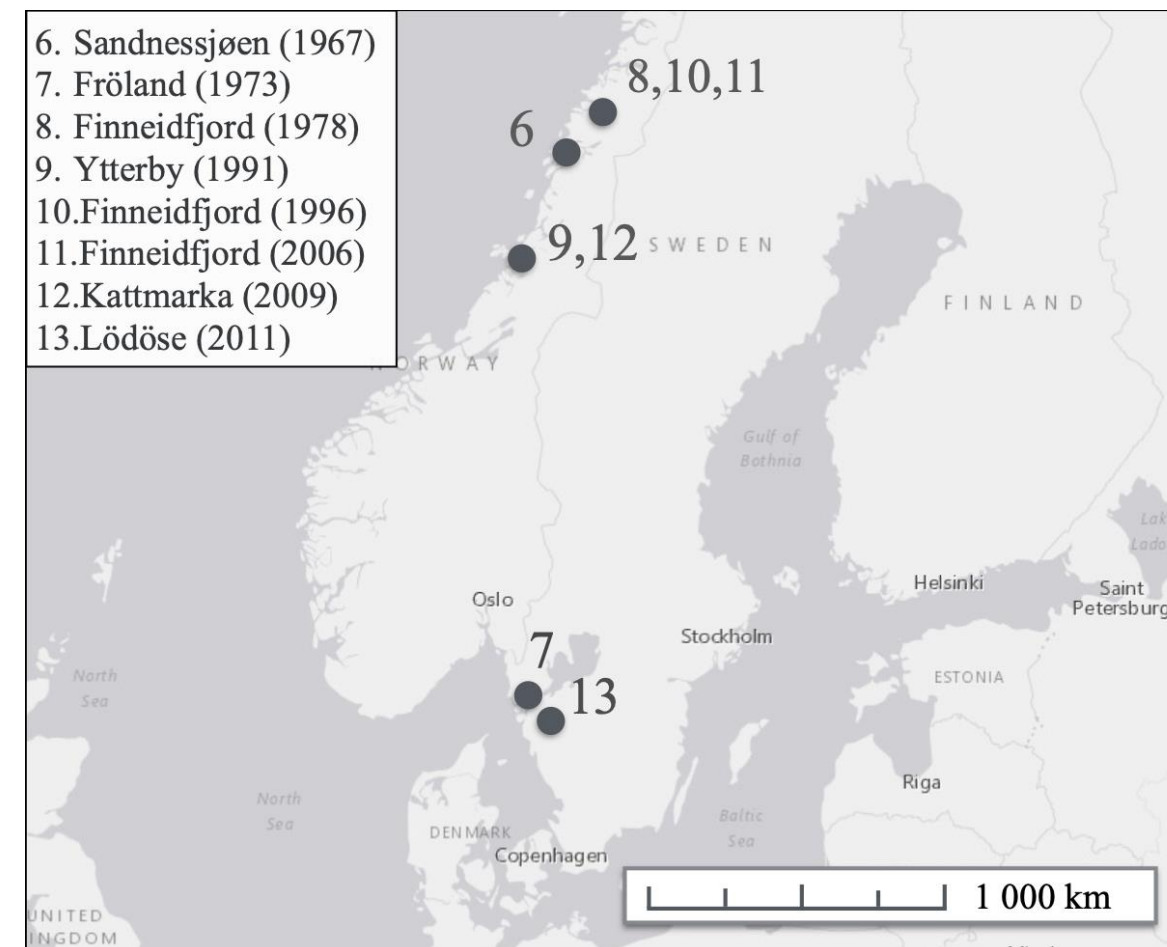 6. Sandnessjøen (1967)
7. Fröland (1973)
8. Finneidfjord (1978)
9. Ytterby (1991)
10.Finneidfjord (1996)
11.Finneidfjord (2006)
12.Kattmarka (2009)
13.Lödöse (2011)
8,10,11
6
9,12
SWEDEN
FINLAND
NORWAY
Gulf of
Bothnia
Lak
Lado
Helsinki
Saint
Petersburg
Oslo
Stockholm
7
13
North
Sea
ESTONIA
Riga
North
Sea
Baltic
Sea
DENMARK
Copenhagen
1 000 km
UNITED
INGDOM